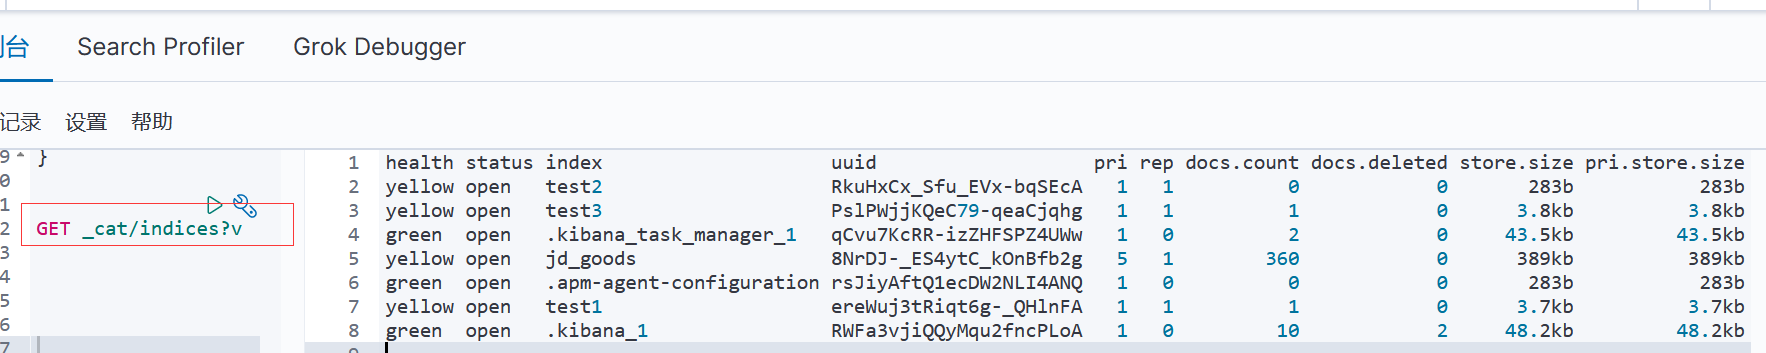 台 Search Profiler Grok Debugger
记录 设置 帮助
9 }
0
1
2 GET _cat/indices?v
3
4
5
6
7
1 health status index uuid pri rep docs.count docs.deleted store.size pri.store.size
2 yellow open test2 RkuHxCx_Sfu_EVx-bqSEcA 1 1 0 0 283b 283b
3 yellow open test3 PslPWjjKQeC79-qeaCjqhg 1 1 1 0 3.8kb 3.8kb
4 green open .kibana_task_manager_1 qCvu7KcRR-izZHFSPZ4UWw 1 0 2 0 43.5kb 43.5kb
5 yellow open jd_goods 8NrDJ-_ES4ytC_kOnBfb2g 5 1 360 0 389kb 389kb
6 green open .apm-agent-configuration rsJiyAftQ1ecDW2NLI4ANQ 1 0 0 0 283b 283b
7 yellow open test1 ereWuj3tRiqt6g-_QHlnFA 1 1 1 0 3.7kb 3.7kb
8 green open .kibana_1 RWFa3vjiQQyMqu2fncPLoA 1 0 10 2 48.2kb 48.2kb